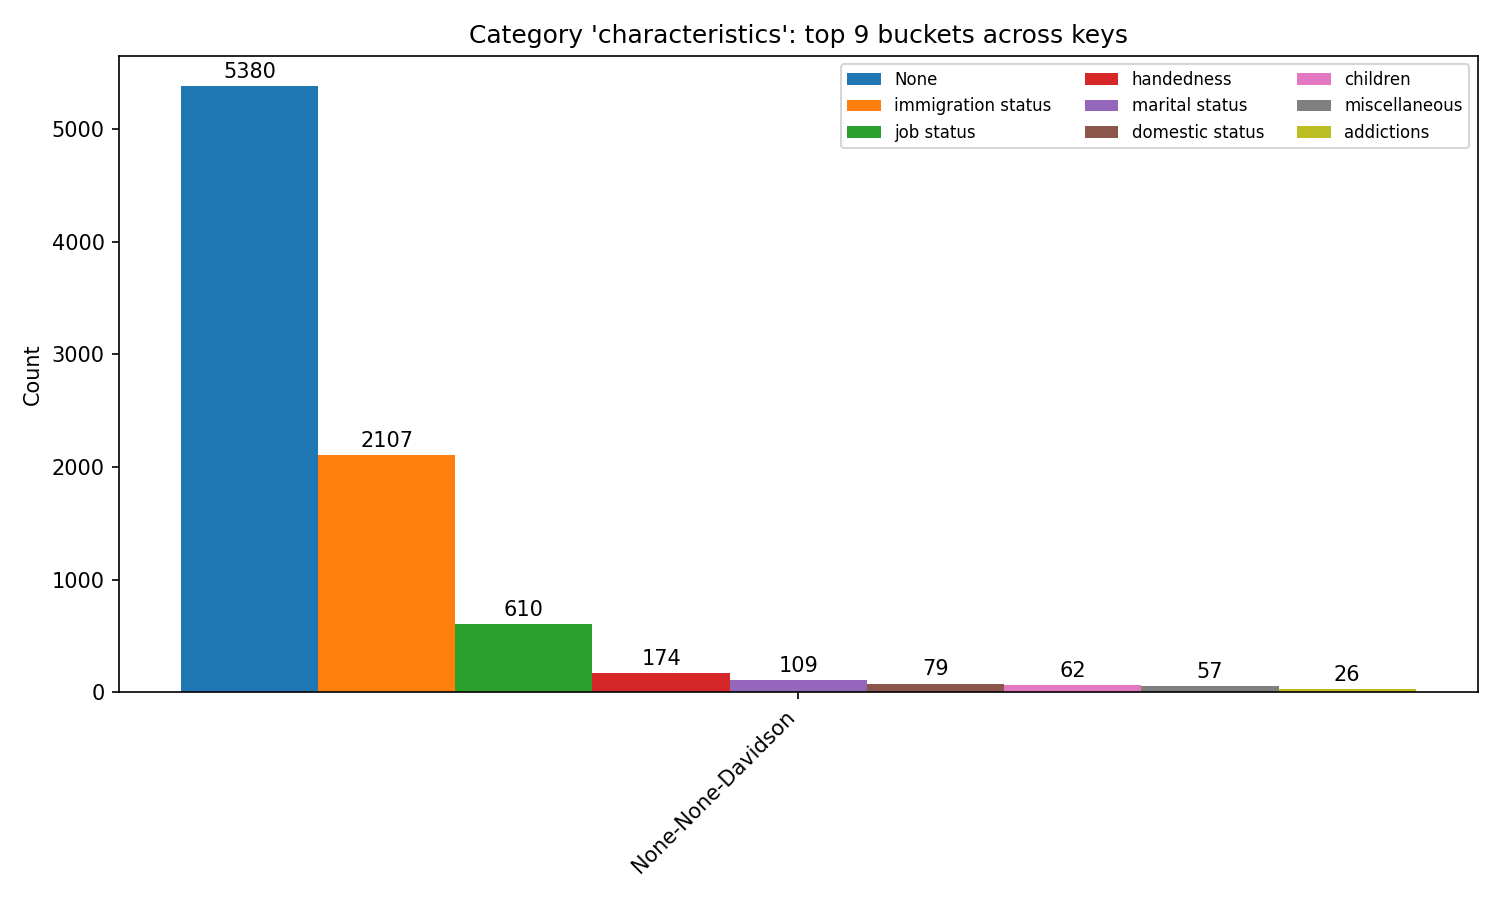 Category 'characteristics': top 9 buckets across keys
None
immigration status
job status
handedness
marital status
domestic status
children
miscellaneous
addictions
Count
5000
4000
3000
2000
1000
0
5380
2107
610
174
109
79
62
57
26
None-None-Davidson